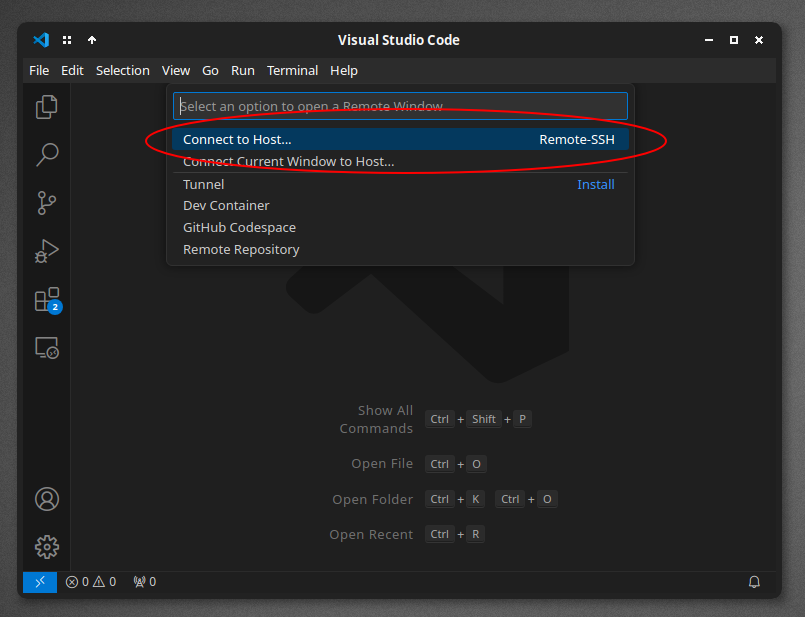 Visual Studio Code
File Edit Selection View Go Run Terminal Help
Select an option to open a Remote Window
Connect to Host... Remote-SSH
Connect Current Window to Host...
Tunnel Install
Dev Container
GitHub Codespace
Remote Repository
2
Show All
Commands
Ctrl + Shift + P
Open File Ctrl + O
Open Folder Ctrl + K Ctrl + O
Open Recent Ctrl + R
0 0 0